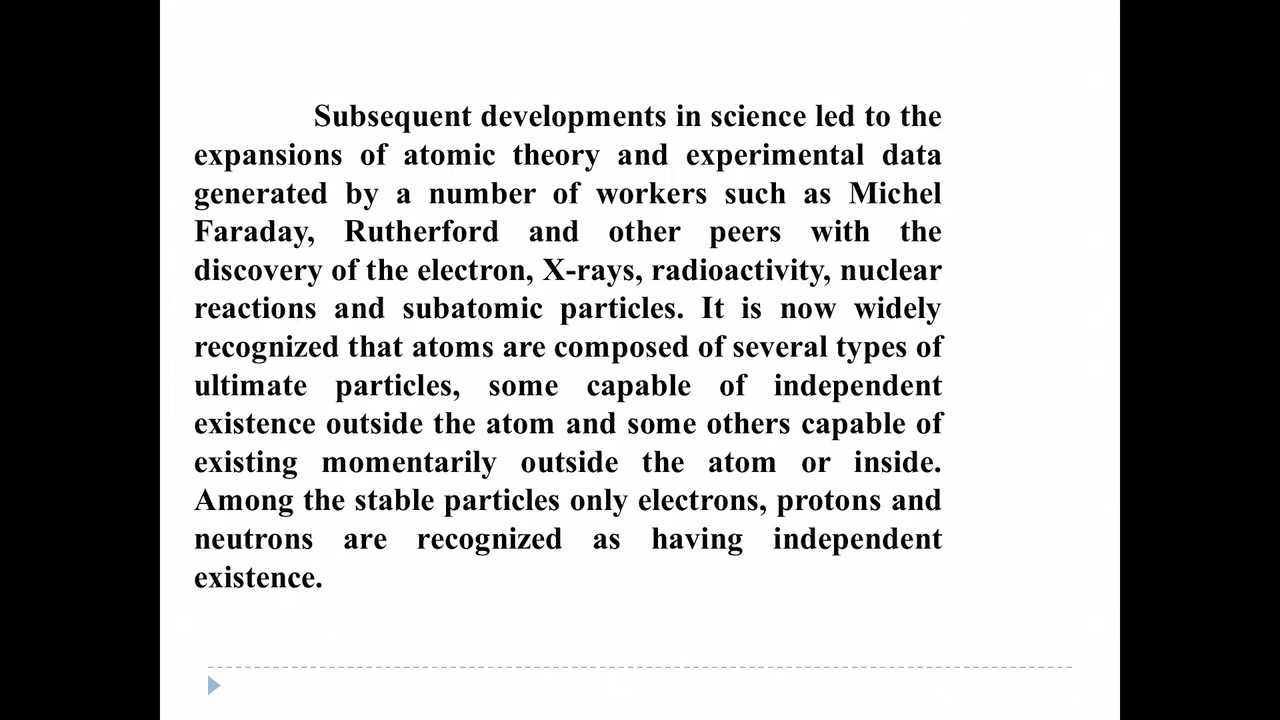 Subsequent developments in science led to the
expansions of atomic theory and experimental data
generated by a number of workers such as Michel
Faraday, Rutherford and other peers with the
discovery of the electron, X-rays, radioactivity, nuclear
reactions and subatomic particles. It is now widely
recognized that atoms are composed of several types of
ultimate particles, some capable of independent
existence outside the atom and some others capable of
existing momentarily outside the atom or inside.
Among the stable particles only electrons, protons and
neutrons are recognized as having independent
existence.